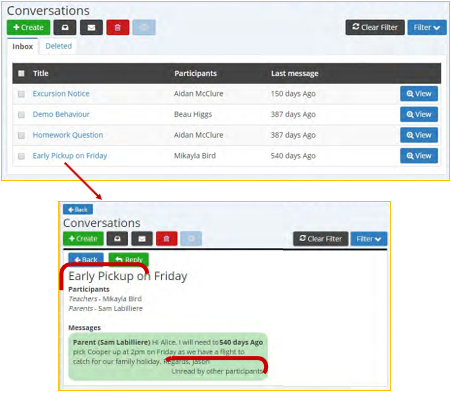 Conversations
+ Create
Clear Filter
Filter
Inbox
Deleted
Title Participants Last message
Excursion Notice Aidan McClure 150 days Ago View
Demo Behaviour Beau Higgs 387 days Ago View
Homework Question Aidan McClure 387 days Ago View
Early Pickup on Friday Mikayla Bird 540 days Ago View
Back
Conversations
+ Create
Clear Filter
Filter
Back
Reply
Early Pickup on Friday
Participants
Teachers - Mikayla Bird
Parents - Sam Labilliere
Messages
Parent (Sam Labilliere) Hi Alice, I will need to 540 days Ago
pick Cooper up at 2pm on Friday as we have a flight to
catch for our family holiday. Regards, Jason
Unread by other participants